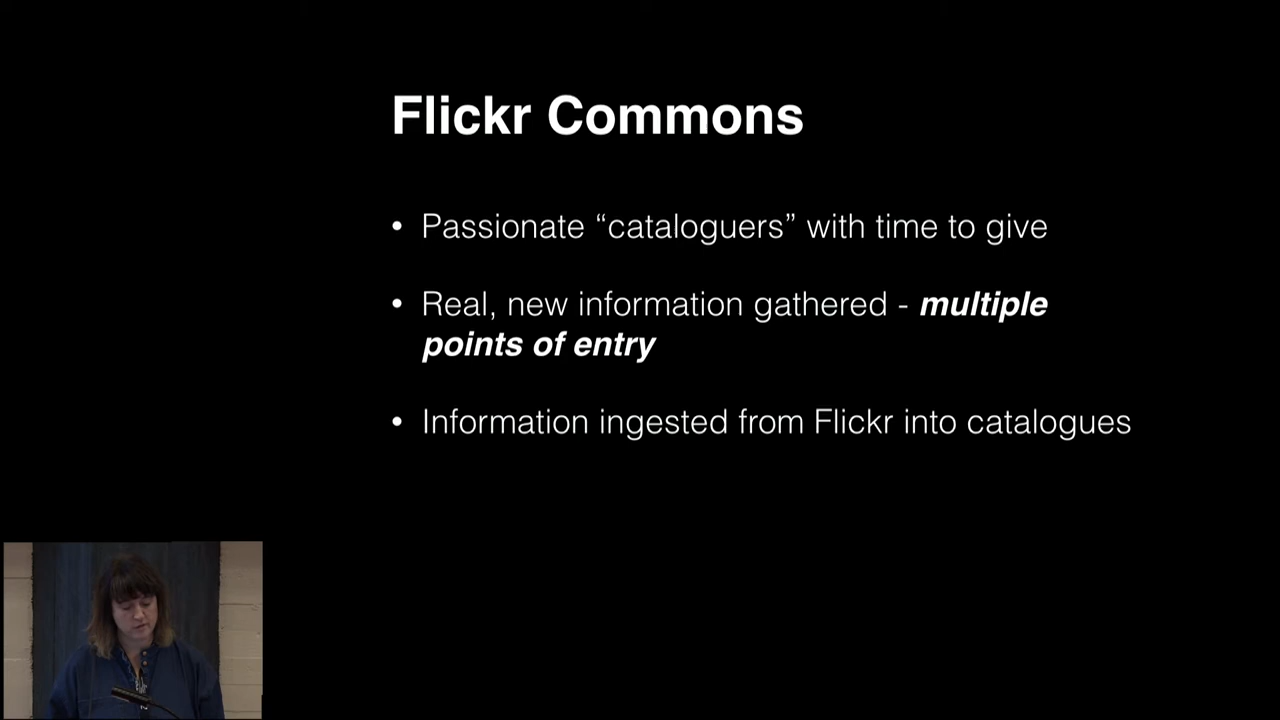 Flickr Commons
• Passionate “cataloguers” with time to give
• Real, new information gathered - multiple
points of entry
• Information ingested from Flickr into catalogues